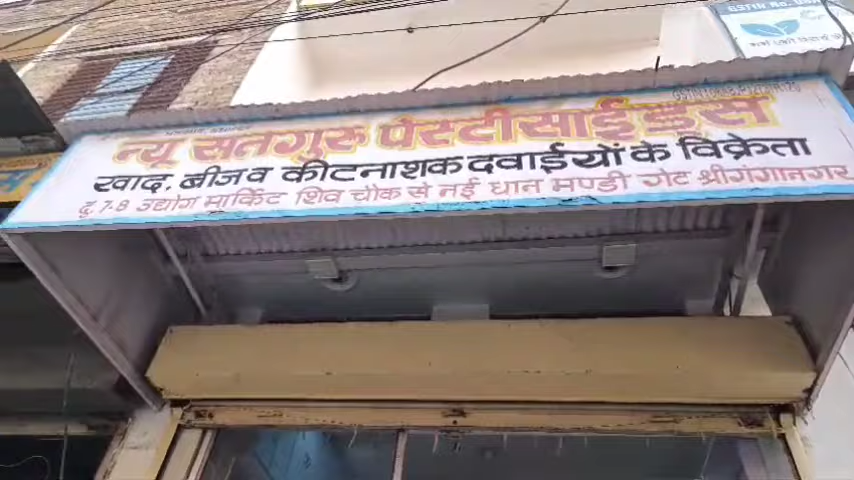 न्यू सतगुरू पेस्टीसाईड्स
खाद, बीज व कीटनाशक दवाईयों के विक्रेता
दु. 7-8 उद्योग मार्किट, शिव चोक से नई धान मण्डी गेट, श्रीगंगानगर